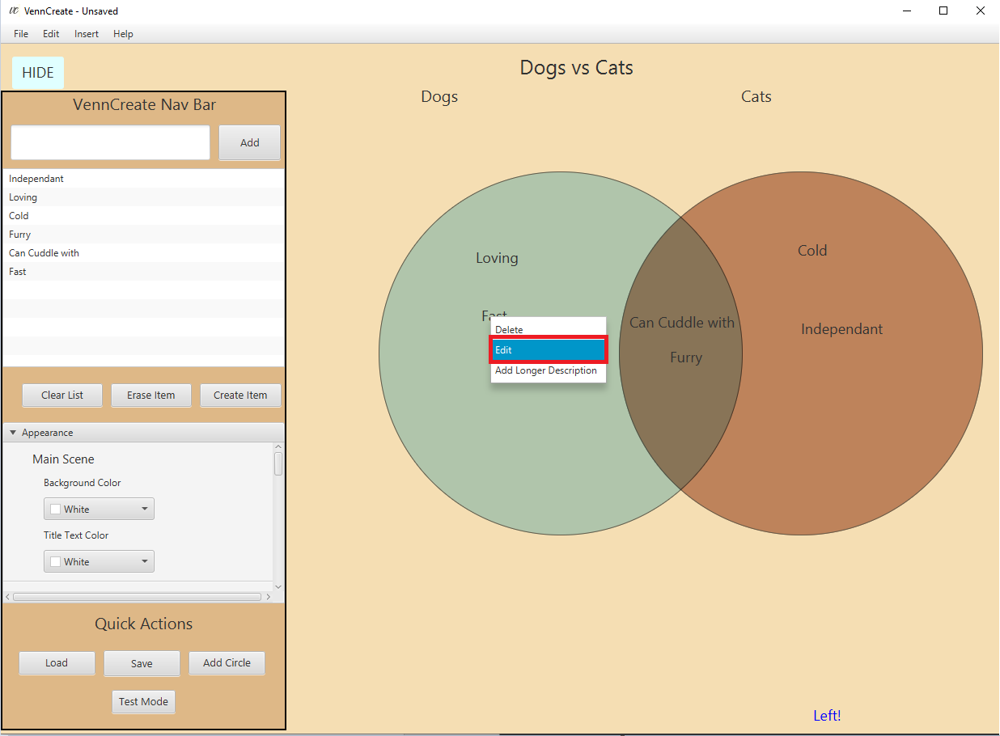 VC VennCreate - Unsaved
File Edit Insert Help
HIDE
Dogs vs Cats
Dogs Cats
VennCreate Nav Bar
Add
Independant
Loving
Cold
Furry
Can Cuddle with
Fast
Clear List Erase Item Create Item
Appearance
Main Scene
Background Color
White
Title Text Color
White
Quick Actions
Load Save Add Circle
Test Mode
Loving
Fast
Delete
Edit
Add Longer Description
Can Cuddle with
Furry
Cold
Independant
Left!